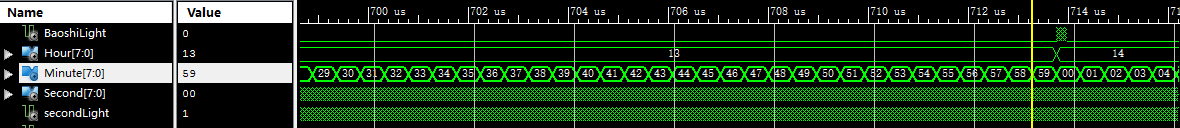 Name Value 700 us 702 us 704 us 706 us 708 us 710 us 712 us 714 us
BaoshiLight 0
Hour[7:0] 13 13 14
Minute[7:0] 59 29 30 31 32 33 34 35 36 37 38 39 40 41 42 43 44 45 46 47 48 49 50 51 52 53 54 55 56 57 58 59 00 01 02 03 04
Second[7:0] 00
secondLight 1